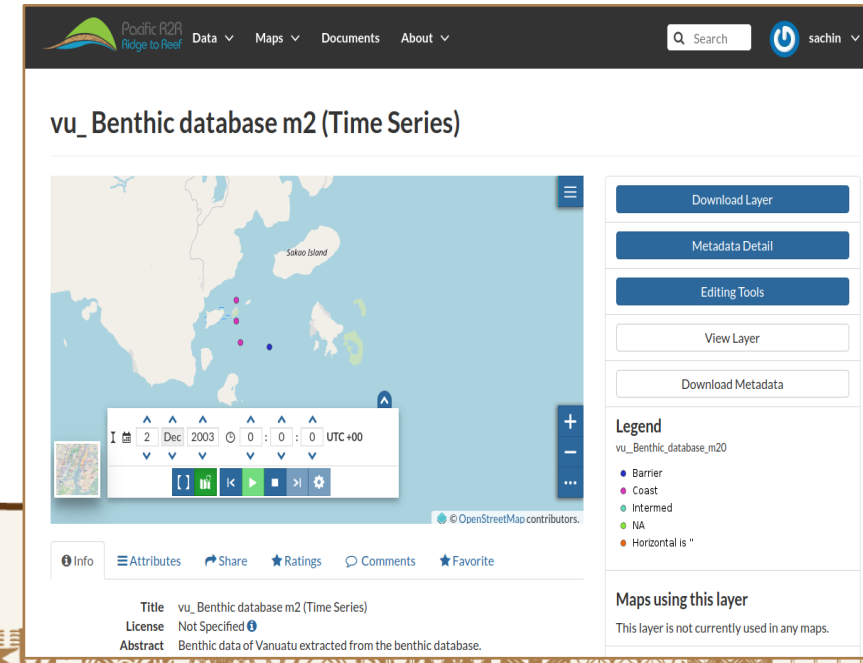 Pacific R2R
Ridge to Reef
Data Maps Documents About Search sachin
vu_ Benthic database m2 (Time Series)
Sakao Island
2 Dec 2003 0 : 0 : 0 UTC +00
© OpenStreetMap contributors.
Download Layer
Metadata Detail
Editing Tools
View Layer
Download Metadata
Legend
vu_Benthic_database_m20
Barrier
Coast
Intermed
NA
Horizontal is "
Maps using this layer
This layer is not currently used in any maps.
Info Attributes Share Ratings Comments Favorite
Title vu_ Benthic database m2 (Time Series)
License Not Specified
Abstract Benthic data of Vanuatu extracted from the benthic database.